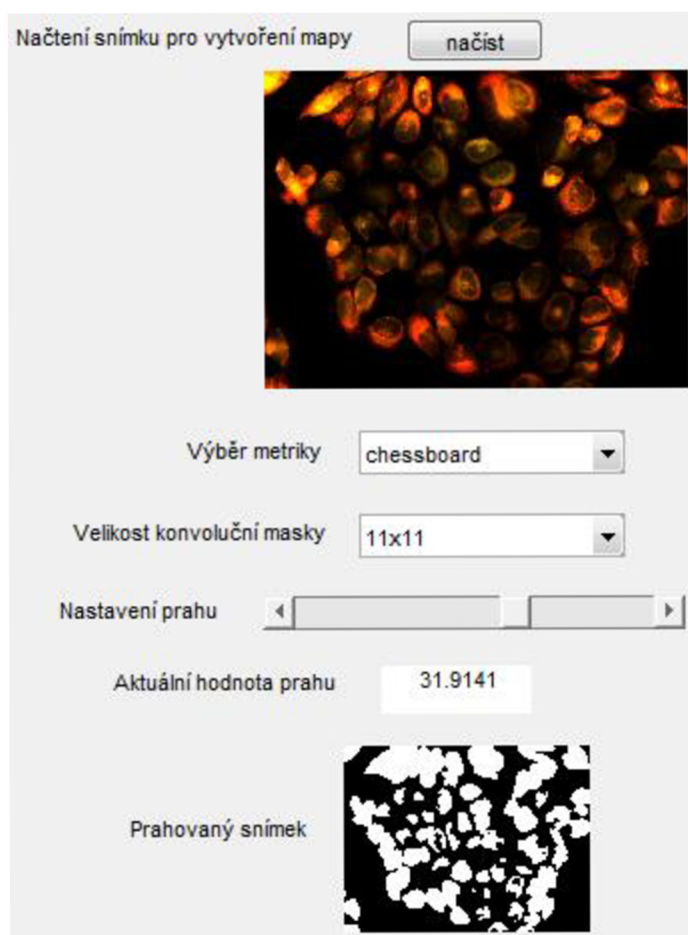 Načtení snímku pro vytvoření mapy
načíst
Výběr metriky
chessboard
Velikost konvoluční masky
11x11
Nastavení prahu
Aktuální hodnota prahu
31.9141
Prahovaný snímek